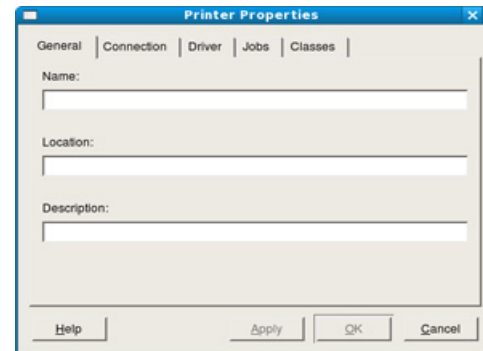 Printer Properties
General Connection Driver Jobs Classes
Name:
Location:
Description:
Help Apply OK Cancel